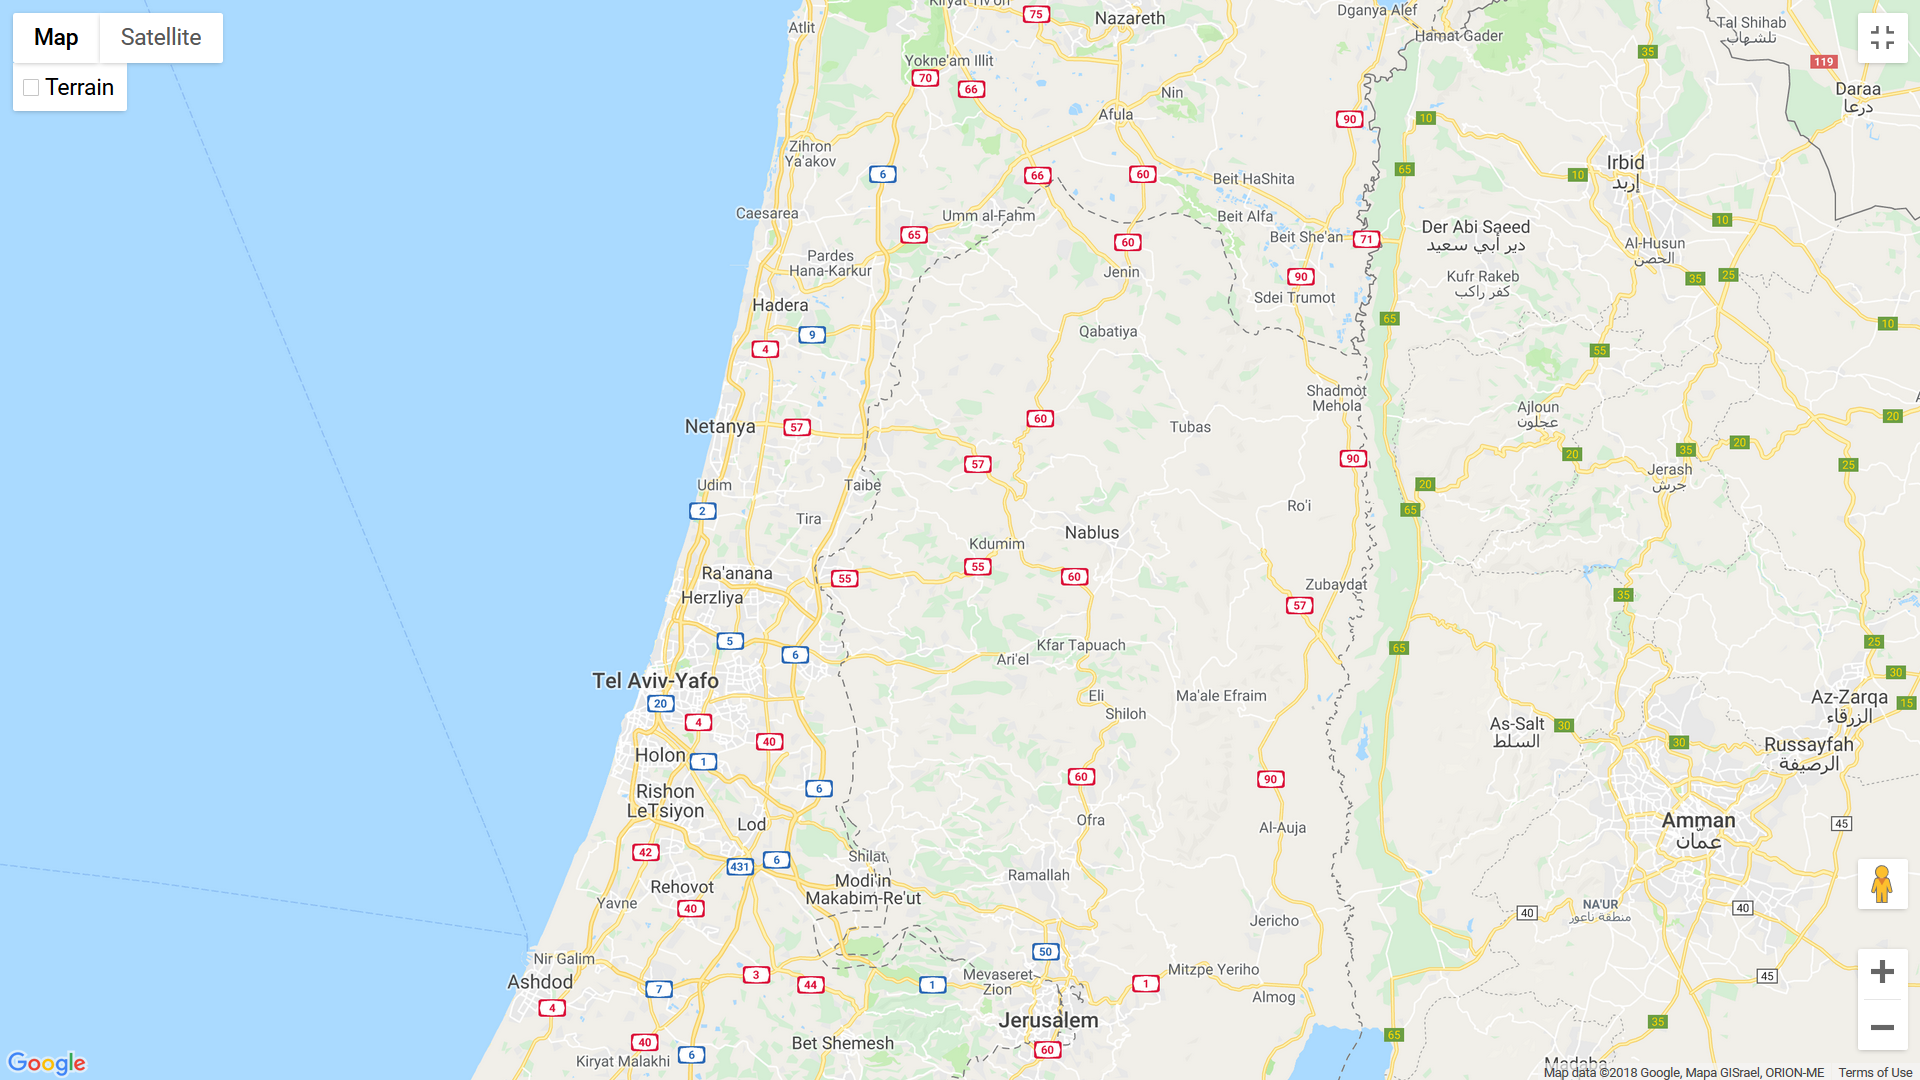 Kiryat Tiv'on
75
Nazareth
Dganya Alef
Atlit
Hamat Gader
Tal Shihab
تلشهاب
Map
Satellite
Terrain
35
119
Yokne'am Illit
70
66
Nin
Daraa
درعا
Afula
90
10
Zihron
Ya'akov
6
66
60
Beit HaShita
65
10
Irbid
إربد
Caesarea
Umm al-Fahm
Beit Alfa
10
65
60
Beit She'an
71
Der Abi Saeed
دير أبي سعيد
Al-Husun
الحصن
Pardes
Hana-Karkur
Jenin
90
Kufr Rakeb
كفر راكب
35
25
Hadera
Sdei Trumot
65
10
9
Qabatiya
4
55
Shadmot
Mehola
Ajloun
عجلون
20
Netanya
57
60
Tubas
20
35
20
57
90
Jerash
جرش
25
Udim
Taibe
20
65
2
Tira
Ro'i
Nablus
Kdumim
Ra'anana
55
55
60
Zubaydat
Herzliya
57
35
5
6
Kfar Tapuach
Ari'el
65
25
30
Tel Aviv-Yafo
20
Eli
Ma'ale Efraim
Az-Zarqa
الزرقاء
15
4
Shiloh
As-Salt
السلط
30
40
30
Russayfah
الرصيفة
Holon
1
60
90
Rishon
LeTsiyon
6
Lod
Ofra
Al-Auja
Amman
عمّان
45
42
431
6
Shilat
Modi'in
Makabim-Re'ut
Ramallah
Rehovot
Yavne
40
NA'UR
منطقة ناعور
40
40
Jericho
50
Nir Galim
Ashdod
3
44
7
1
Mevaseret
Zion
1
Mitzpe Yeriho
45
Almog
4
Jerusalem
35
65
40
Kiryat Malakhi
6
Bet Shemesh
60
Madaba
Google
Map data ©2018 Google, Mapa GISrael, ORION-ME
Terms of Use